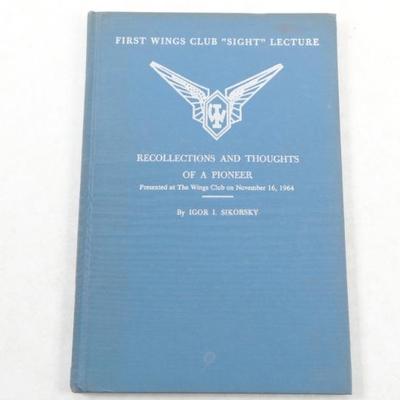 FIRST WINGS CLUB "SIGHT" LECTURE
RECOLLECTIONS AND THOUGHTS
OF A PIONEER
Presented at The Wings Club on November 16, 1964
By IGOR I. SIKORSKY